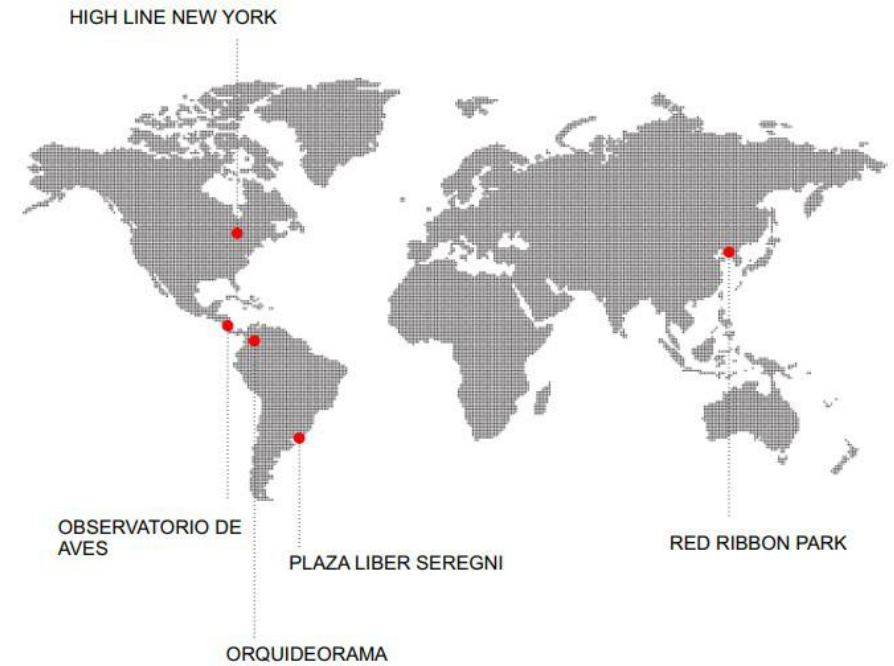 HIGH LINE NEW YORK
OBSERVATORIO DE
AVES
PLAZA LIBER SEREGNI
RED RIBBON PARK
ORQUIDEORAMA